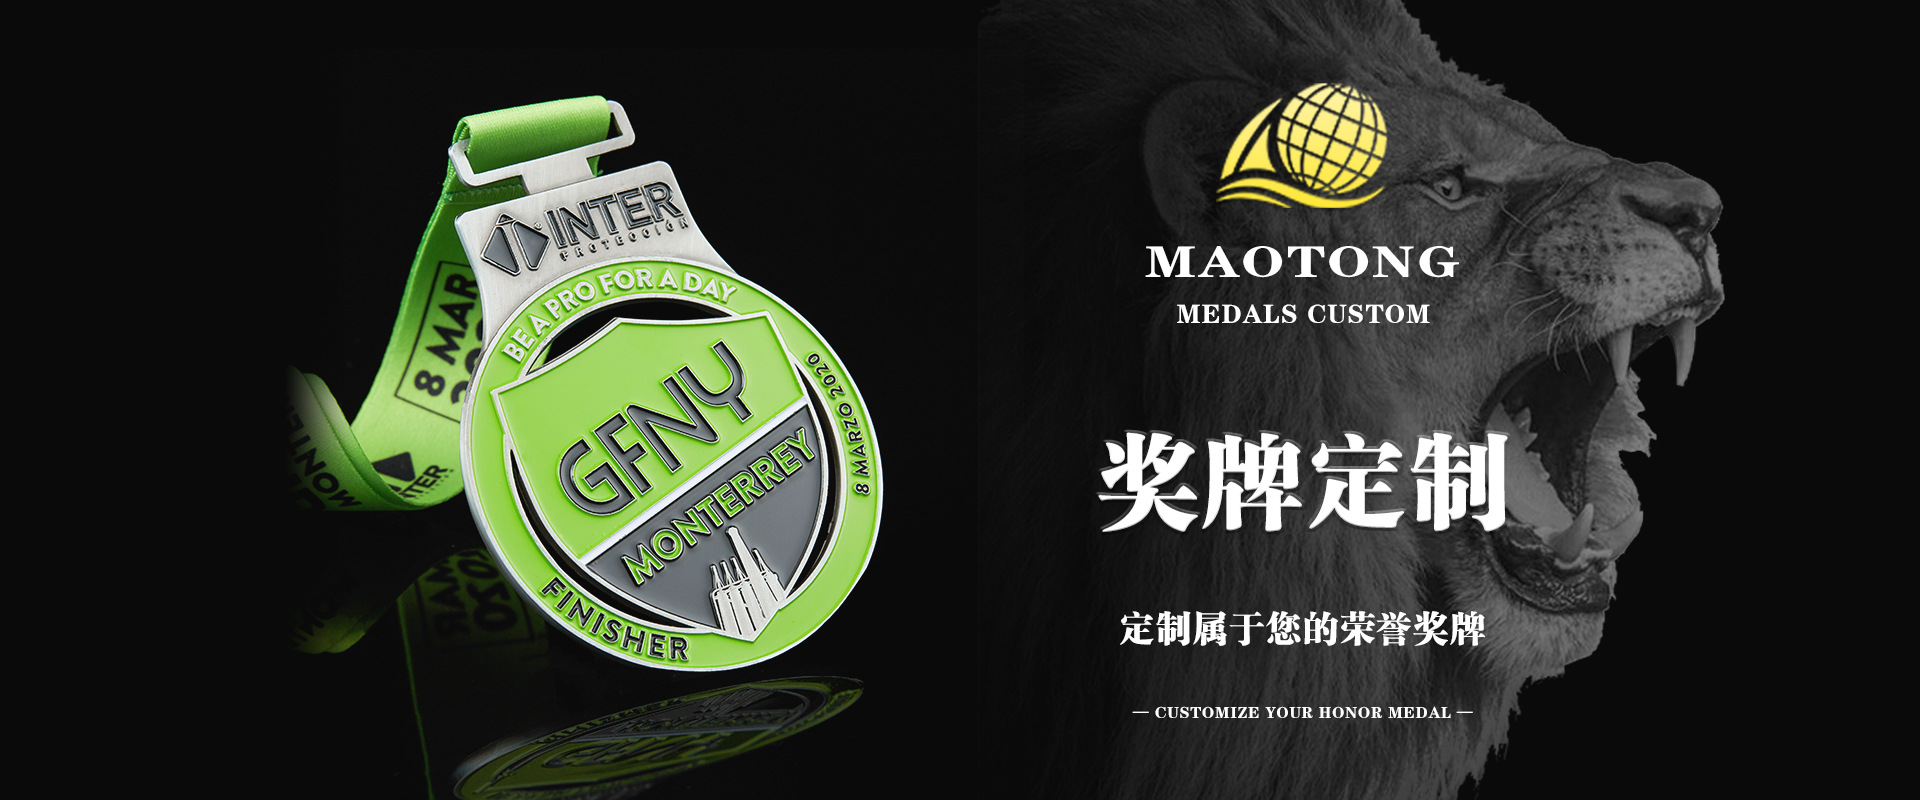 INTER
PROTECCIÓN
BE A PRO FOR A DAY
GFNY
MONTERREY
8 MARZO 2020
FINISHER
8 MAR
INTER
MAOTONG
MEDALS CUSTOM
奖牌定制
定制属于您的荣誉奖牌
— CUSTOMIZE YOUR HONOR MEDAL —